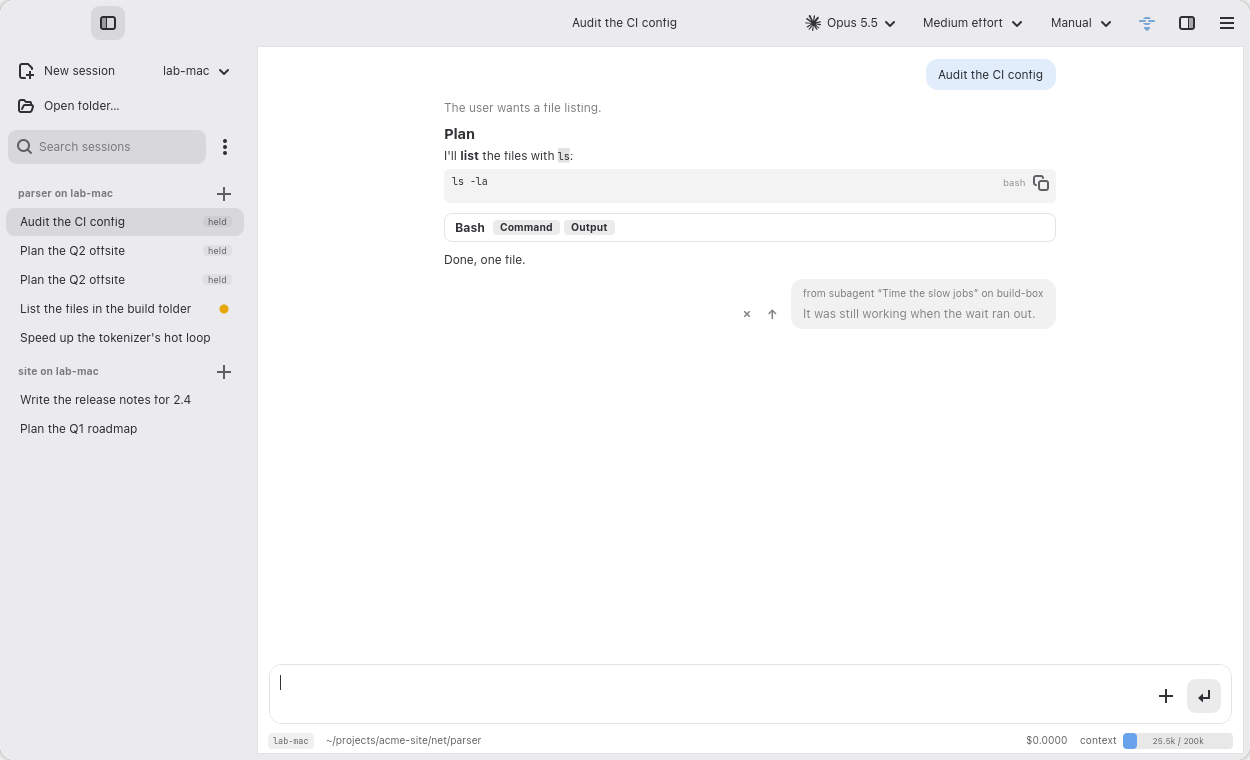 Audit the CI config
Opus 5.5
Medium effort
Manual
New session
lab-mac
Open folder...
Search sessions
parser on lab-mac
Audit the CI config
held
Plan the Q2 offsite
held
Plan the Q2 offsite
held
List the files in the build folder
Speed up the tokenizer's hot loop
site on lab-mac
Write the release notes for 2.4
Plan the Q1 roadmap
Audit the CI config
The user wants a file listing.
Plan
I'll list the files with ls:
ls -la
bash
Bash Command Output
Done, one file.
from subagent “Time the slow jobs” on build-box
It was still working when the wait ran out.
lab-mac
~/projects/acme-site/net/parser
$0.0000
context
25.5k / 200k